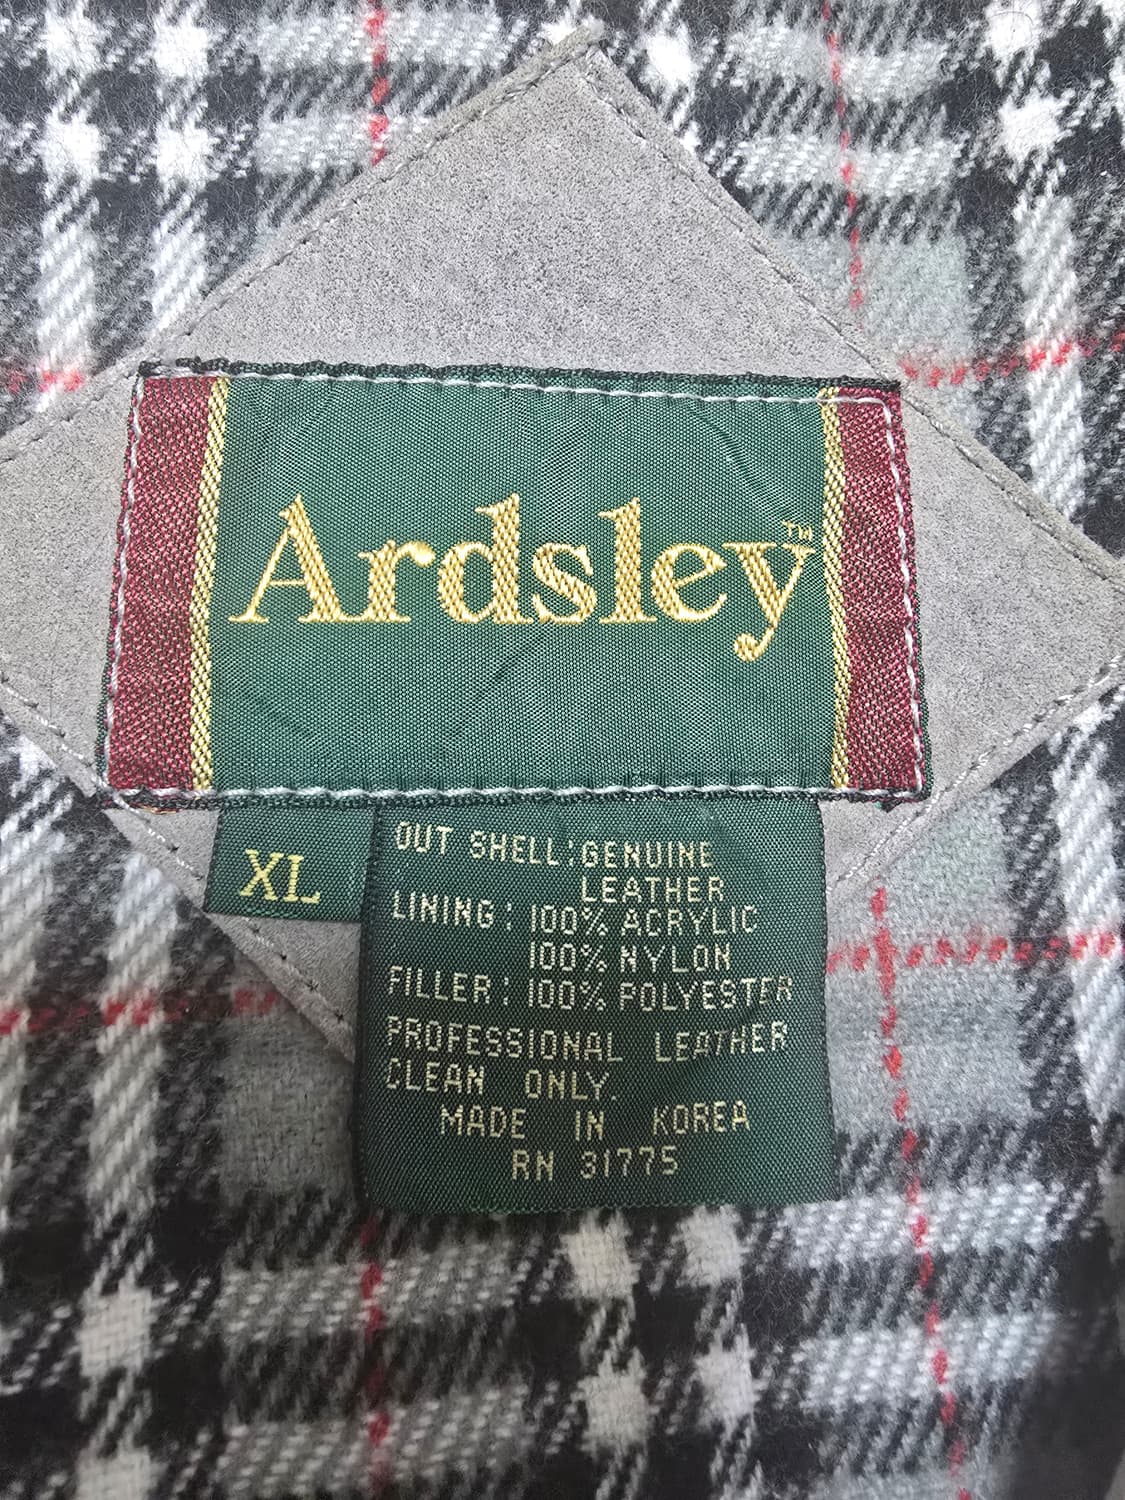 Ardsley™
XL
OUT SHELL:GENUINE
LEATHER
LINING: 100% ACRYLIC
100% NYLON
FILLER: 100% POLYESTER
PROFESSIONAL LEATHER
CLEAN ONLY.
MADE IN KOREA
RN 31775